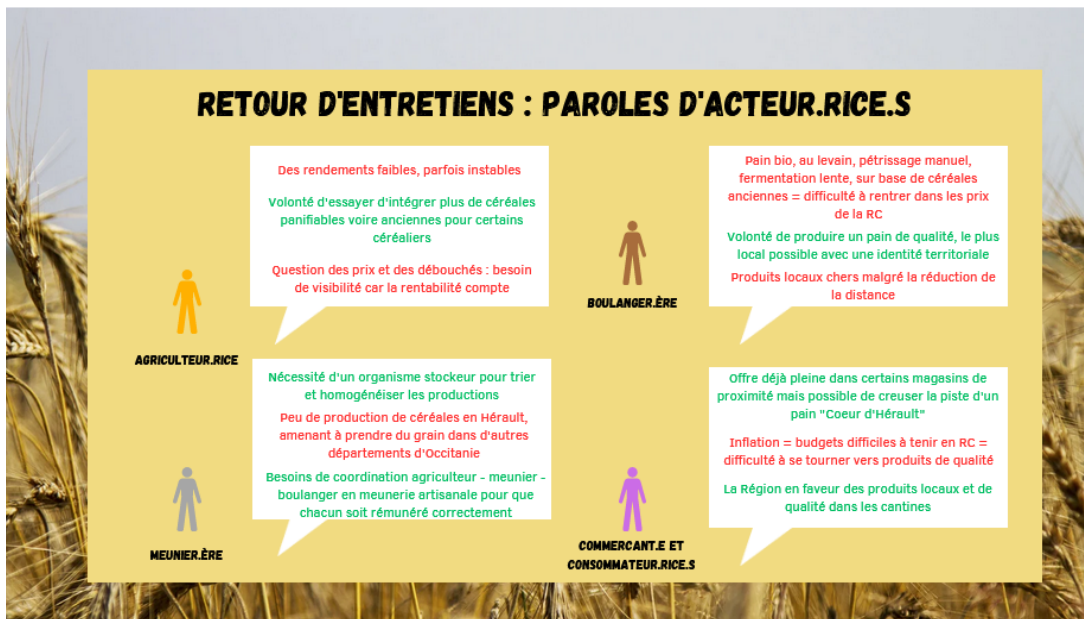 RETOUR D'ENTRETIENS : PAROLES D'ACTEUR.RICE.S
Des rendements faibles, parfois instables
Volonté d'essayer d'intégrer plus de céréales
panifiables voire anciennes pour certains
céréaliers
Question des prix et des débouchés : besoin
de visibilité car la rentabilité compte
AGRICULTEUR.RICE
Pain bio, au levain, pétrissage manuel,
fermentation lente, sur base de céréales
anciennes = difficulté à rentrer dans les prix
de la RC
Volonté de produire un pain de qualité, le plus
local possible avec une identité territoriale
Produits locaux chers malgré la réduction de
la distance
BOULANGER.ÈRE
Nécessité d'un organisme stockeur pour trier
et homogénéiser les productions
Peu de production de céréales en Hérault,
amenant à prendre du grain dans d'autres
départements d'Occitanie
Besoins de coordination agriculteur - meunier -
boulanger en meunerie artisanale pour que
chacun soit rémunéré correctement
MEUNIER.ÈRE
Offre déjà pleine dans certains magasins de
proximité mais possible de creuser la piste d'un
pain "Coeur d'Hérault"
Inflation = budgets difficiles à tenir en RC =
difficulté à se tourner vers produits de qualité
La Région en faveur des produits locaux et de
qualité dans les cantines
COMMERCANT.E ET
CONSOMMATEUR.RICE.S